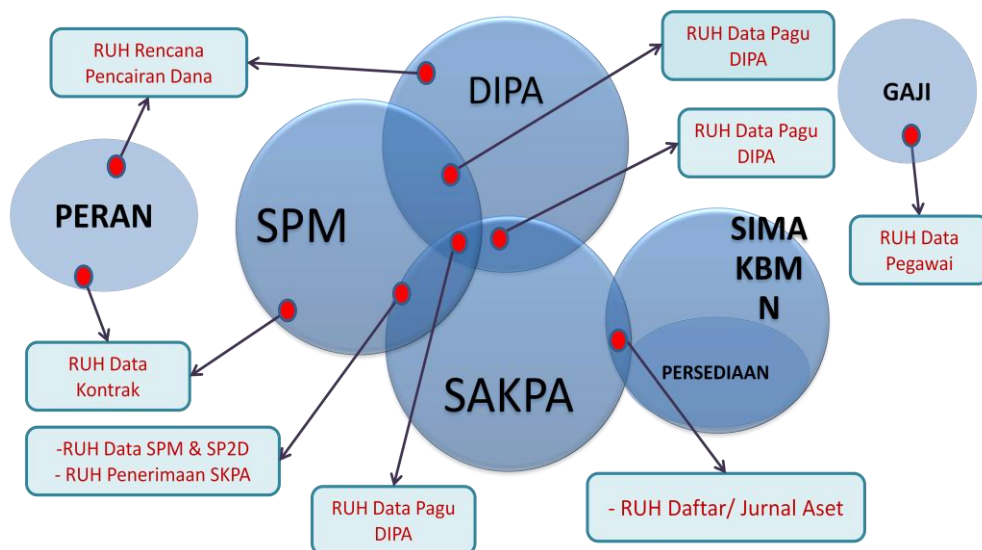 RUH Rencana
Pencairan Dana
DIPA
RUH Data Pagu
DIPA
GAJI
RUH Data Pagu
DIPA
PERAN
SPM
SIMA
KBM
N
RUH Data
Pegawai
RUH Data
Kontrak
SAKPA
PERSEDIAAN
-RUH Data SPM & SP2D
- RUH Penerimaan SKPA
RUH Data Pagu
DIPA
- RUH Daftar/ Jurnal Aset